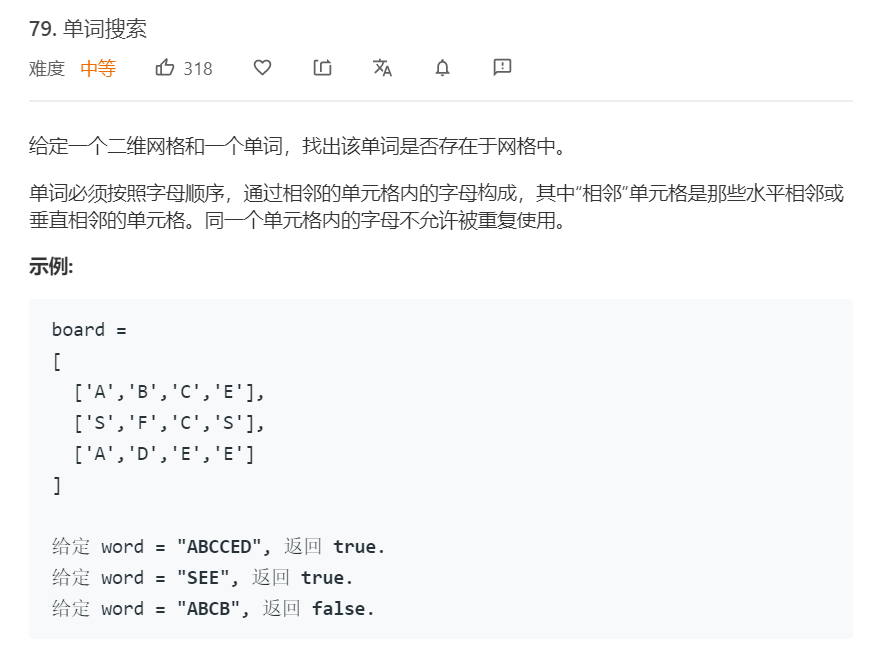 79. 单词搜索
难度 中等 318
给定一个二维网格和一个单词，找出该单词是否存在于网格中。
单词必须按照字母顺序，通过相邻的单元格内的字母构成，其中“相邻”单元格是那些水平相邻或
垂直相邻的单元格。同一个单元格内的字母不允许被重复使用。
示例:
board =
[
  ['A','B','C','E'],
  ['S','F','C','S'],
  ['A','D','E','E']
]
给定 word = "ABCCED", 返回 true.
给定 word = "SEE", 返回 true.
给定 word = "ABCB", 返回 false.